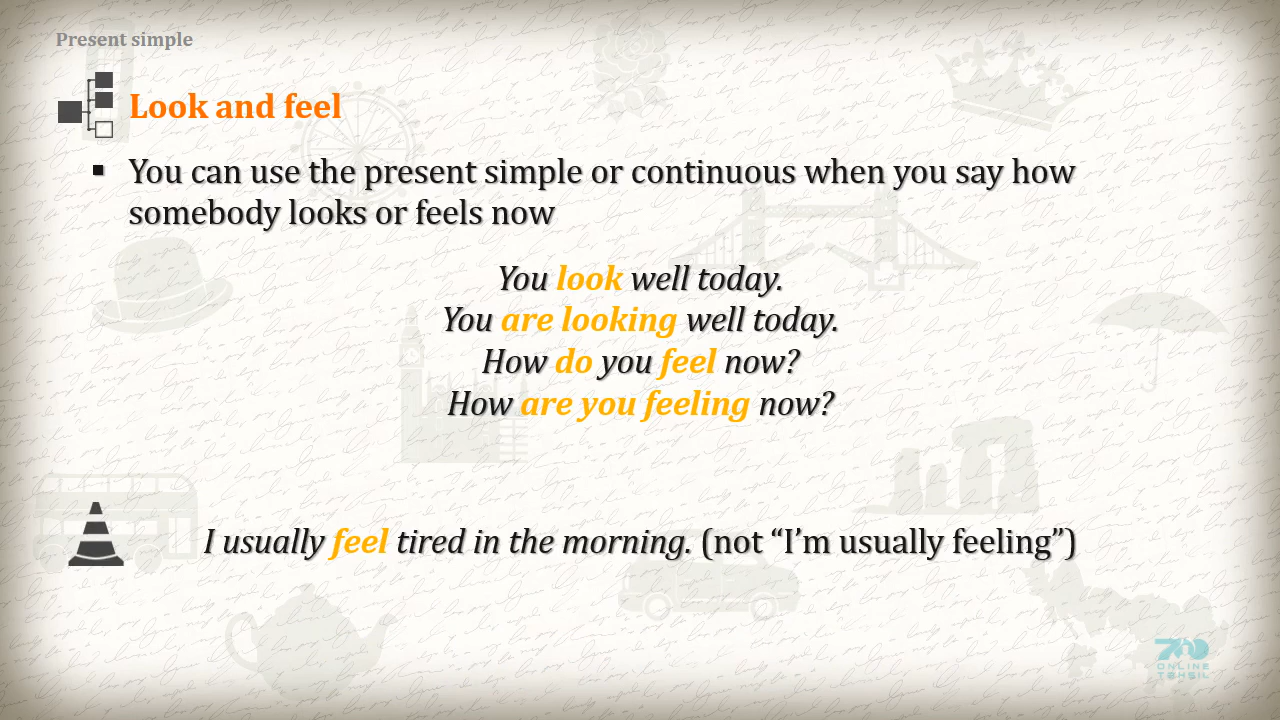 Present simple
Look and feel
You can use the present simple or continuous when you say how
somebody looks or feels now
You look well today.
You are looking well today.
How do you feel now?
How are you feeling now?
I usually feel tired in the morning. (not “I’m usually feeling”)
700
ONLINE
TƏHSİL